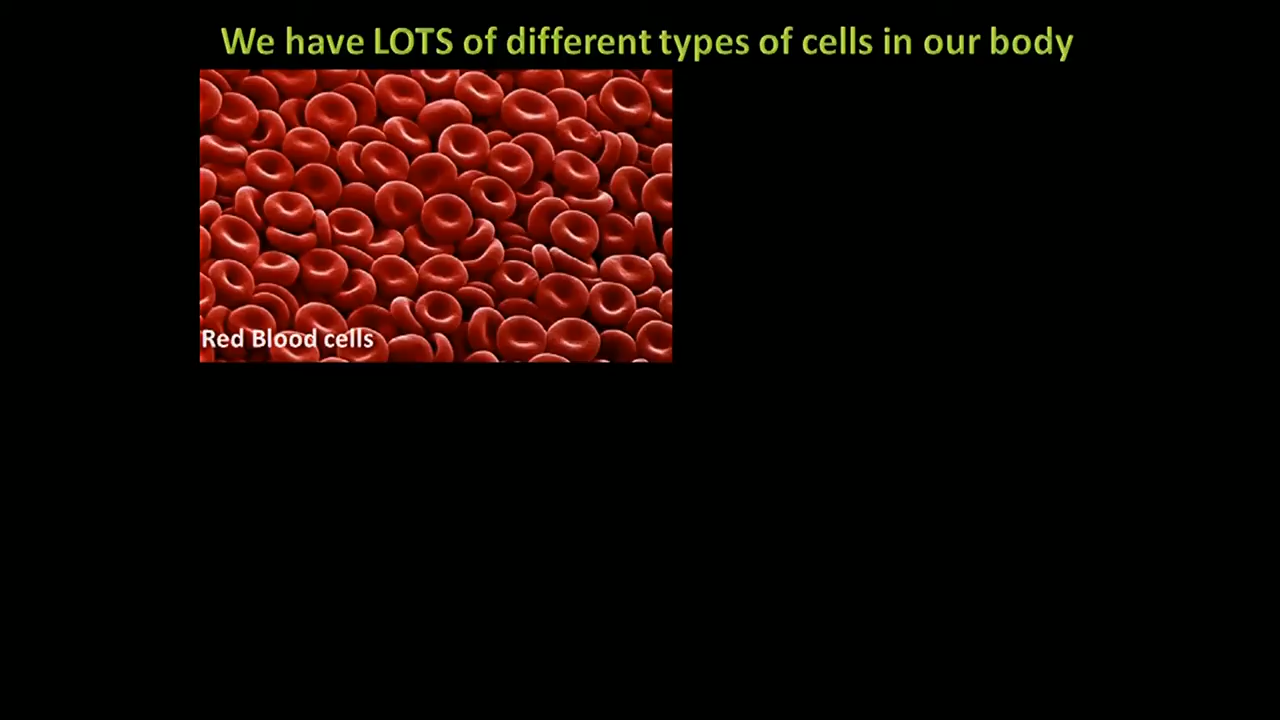 We have LOTS of different types of cells in our body
Red Blood cells